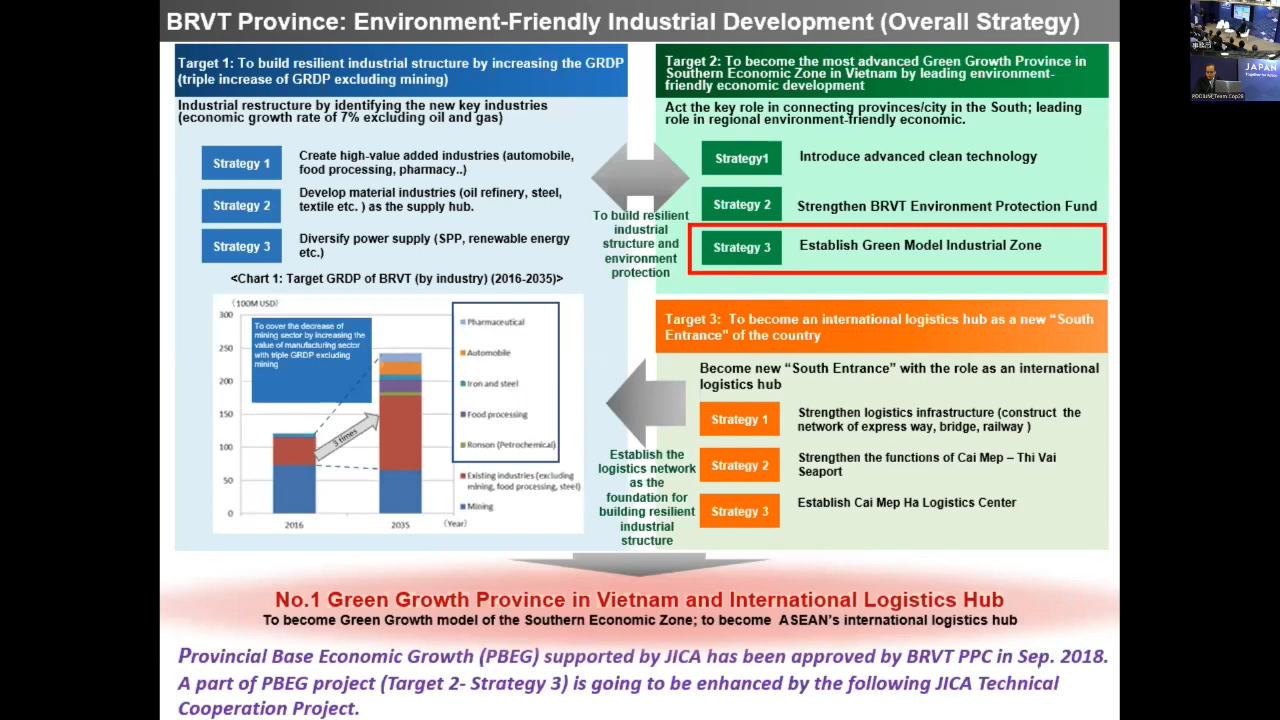 BRVT Province: Environment-Friendly Industrial Development (Overall Strategy)
Target 1: To build resilient industrial structure by increasing the GRDP
(triple increase of GRDP excluding mining)
Industrial restructure by identifying the new key industries
(economic growth rate of 7% excluding oil and gas)
Strategy 1
Create high-value added industries (automobile,
food processing, pharmacy..)
Strategy 2
Develop material industries (oil refinery, steel,
textile etc. ) as the supply hub.
Strategy 3
Diversify power supply (SPP, renewable energy
etc.)
<Chart 1: Target GRDP of BRVT (by industry) (2016-2035)>
(100M USD)
300
250
200
150
100
50
0
To cover the decrease of
mining sector by increasing the
value of manufacturing sector
with triple GRDP excluding
mining
3 times
2016
2035
(Year)
Pharmaceutical
Automobile
Iron and steel
Food processing
Ronson (Petrochemical)
Existing industries (excluding
mining, food processing, steel)
Mining
To build resilient
industrial
structure and
environment
protection
Establish the
logistics network
as the
foundation for
building resilient
industrial
structure
Target 2: To become the most advanced Green Growth Province in
Southern Economic Zone in Vietnam by leading environment-
friendly economic development
Act the key role in connecting provinces/city in the South; leading
role in regional environment-friendly economic.
Strategy1
Introduce advanced clean technology
Strategy 2
Strengthen BRVT Environment Protection Fund
Strategy 3
Establish Green Model Industrial Zone
Target 3: To become an international logistics hub as a new “South
Entrance” of the country
Become new “South Entrance” with the role as an international
logistics hub
Strategy 1
Strengthen logistics infrastructure (construct the
network of express way, bridge, railway )
Strategy 2
Strengthen the functions of Cai Mep – Thi Vai
Seaport
Strategy 3
Establish Cai Mep Ha Logistics Center
No.1 Green Growth Province in Vietnam and International Logistics Hub
To become Green Growth model of the Southern Economic Zone; to become ASEAN’s international logistics hub
Provincial Base Economic Growth (PBEG) supported by JICA has been approved by BRVT PPC in Sep. 2018.
A part of PBEG project (Target 2- Strategy 3) is going to be enhanced by the following JICA Technical
Cooperation Project.
事務局
JAPAN